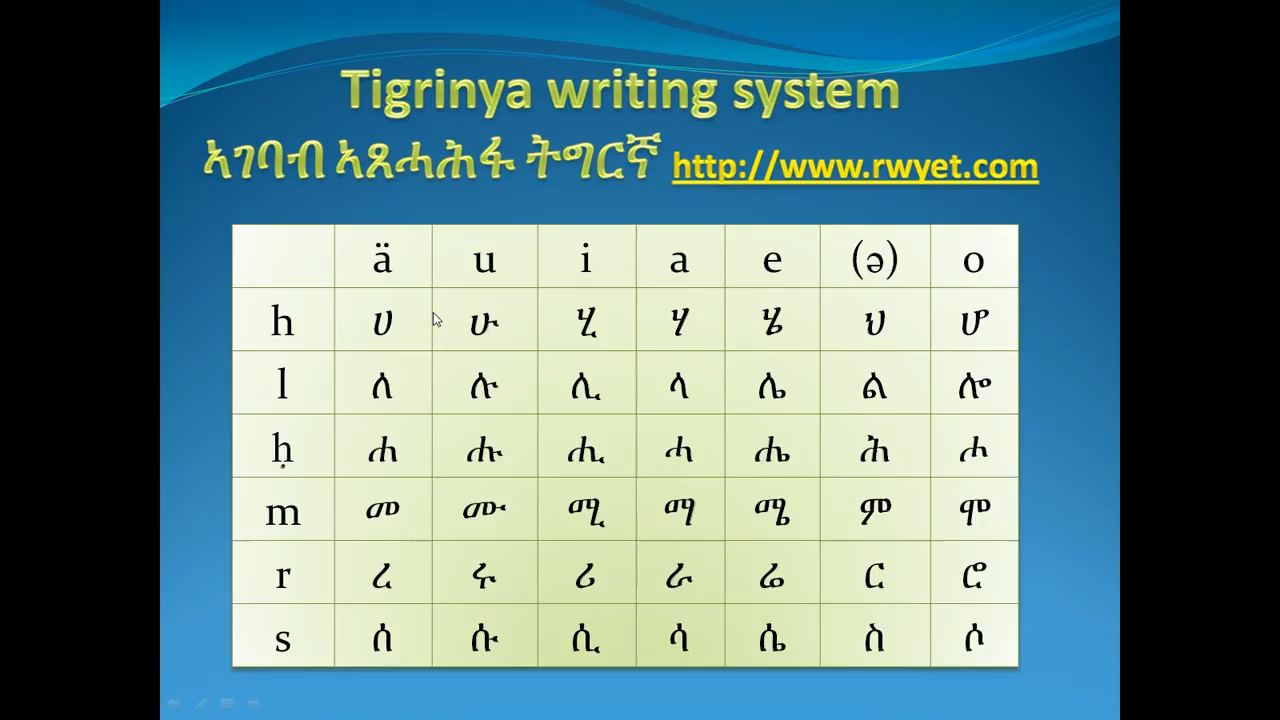 Tigrinya writing system
ኣገባብ ኣጸሓሕፋ ትግርኛ http://www.rwyet.com
ä u i a e (ə) o
h ሀ ሁ ሂ ሃ ሄ ህ ሆ
l ለ ሉ ሊ ላ ሌ ል ሎ
ḥ ሐ ሑ ሒ ሓ ሔ ሕ ሖ
m መ ሙ ሚ ማ ሜ ም ሞ
r ረ ሩ ሪ ራ ሬ ር ሮ
s ሰ ሱ ሲ ሳ ሴ ስ ሶ